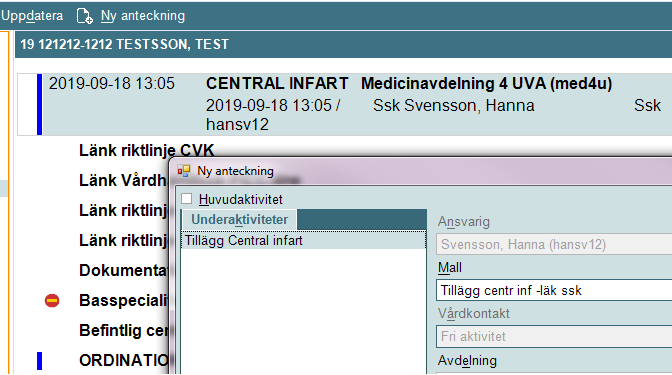 Uppdatera Ny anteckning
19 121212-1212 TESTSSON, TEST
2019-09-18 13:05 CENTRAL INFART Medicinavdelning 4 UVA (med4u)
2019-09-18 13:05 / Ssk Svensson, Hanna Ssk
hansv12
Länk riktlinje CVK
Länk Vårdh
Länk riktlinj
Länk riktlinj
Dokumenta
Basspeciali
Befintlig cen
ORDINATIO
Ny anteckning
Huvudaktivitet
Underaktiviteter
Tillägg Central infart
Ansvarig
Svensson, Hanna (hansv12)
Mall
Tillägg centr inf -läk ssk
Vårdkontakt
Fri aktivitet
Avdelning